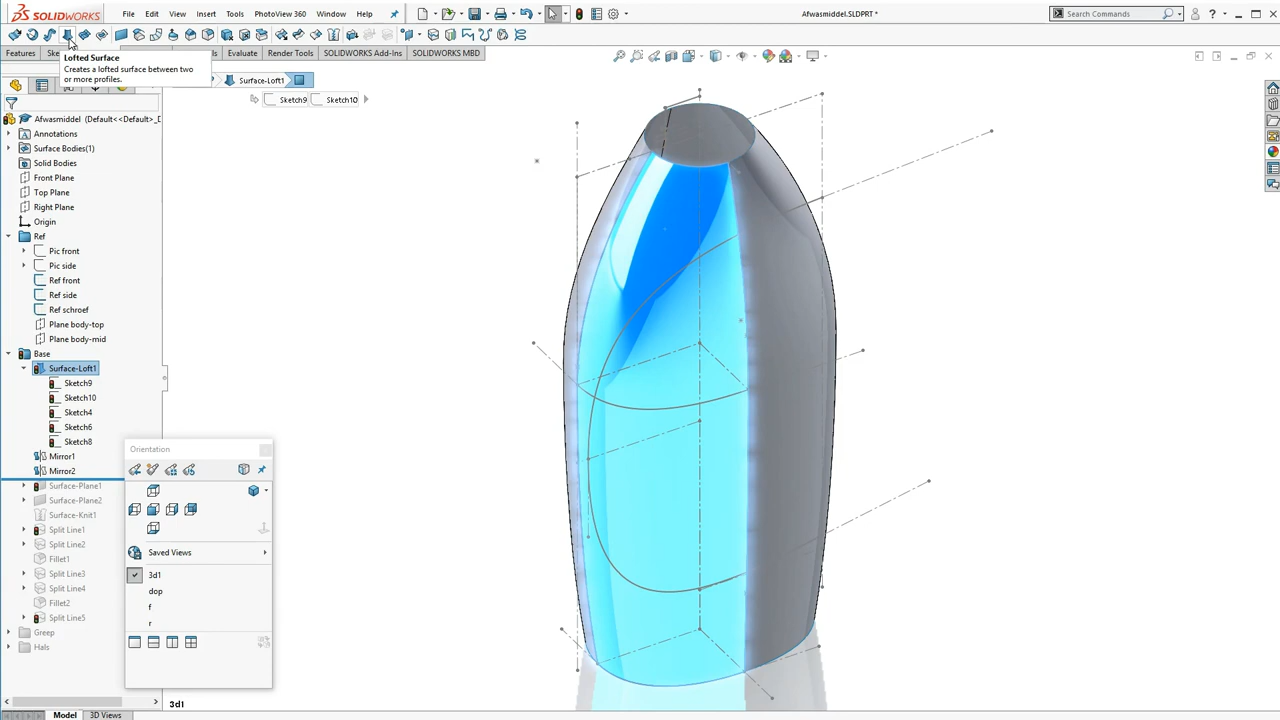 SOLIDWORKS
File
Edit
View
Insert
Tools
PhotoView 360
Window
Help
Afwasmiddel.SLDPRT *
Search Commands
Features
Evaluate
Render Tools
SOLIDWORKS Add-Ins
SOLIDWORKS MBD
Lofted Surface
Creates a lofted surface between two
or more profiles.
Surface-Loft1
Sketch9
Sketch10
Afwasmiddel (Default<<Default>_D
Annotations
Surface Bodies(1)
Solid Bodies
Front Plane
Top Plane
Right Plane
Origin
Ref
Pic front
Pic side
Ref front
Ref side
Ref schroef
Plane body-top
Plane body-mid
Base
Surface-Loft1
Sketch9
Sketch10
Sketch4
Sketch6
Sketch8
Mirror1
Mirror2
Surface-Plane1
Surface-Plane2
Surface-Knit1
Split Line1
Split Line2
Fillet1
Split Line3
Split Line4
Fillet2
Split Line5
Greep
Hals
Orientation
Saved Views
3d1
dop
f
r
3d1
Model
3D Views